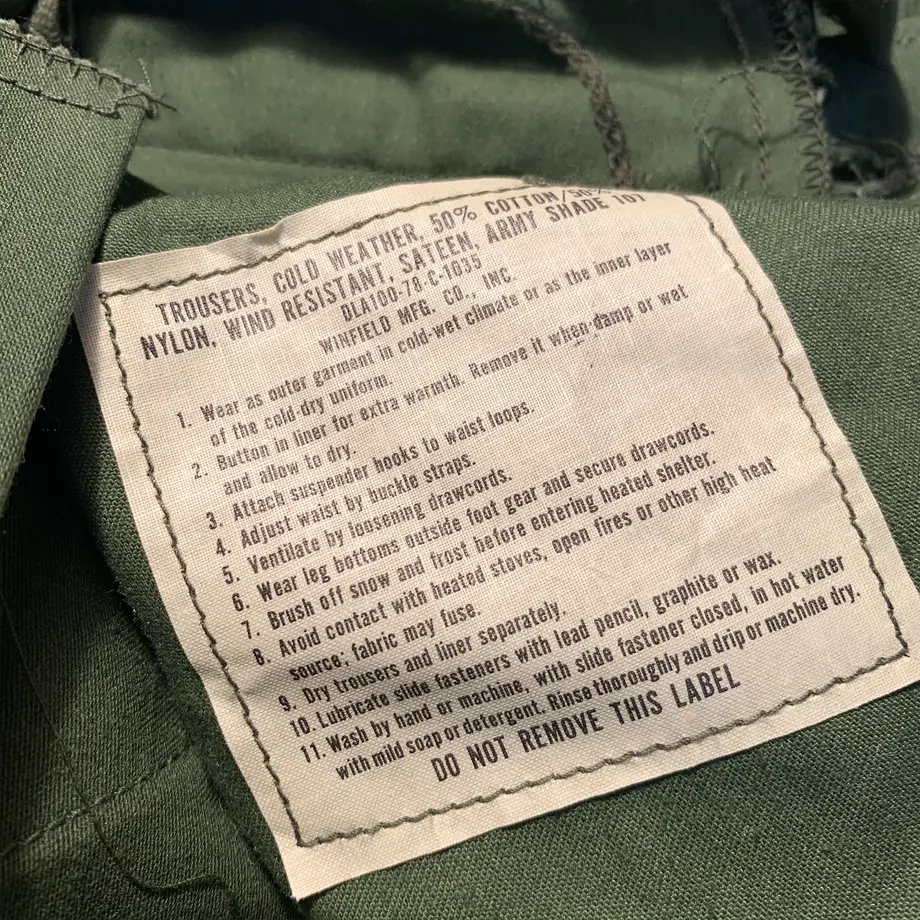 TROUSERS, COLD WEATHER, 50% COTTON/50%
NYLON, WIND RESISTANT, SATEEN, ARMY SHADE 107
DLA100-78-C-1035
WINFIELD MFG. CO., INC.
1. Wear as outer garment in cold-wet climate or as the inner layer
of the cold-dry uniform.
2. Button in liner for extra warmth. Remove it when damp or wet
and allow to dry.
3. Attach suspender hooks to waist loops.
4. Adjust waist by buckle straps.
5. Ventilate by loosening drawcords.
6. Wear leg bottoms outside foot gear and secure drawcords.
7. Brush off snow and frost before entering heated shelter.
8. Avoid contact with heated stoves, open fires or other high heat
source; fabric may fuse.
9. Dry trousers and liner separately.
10. Lubricate slide fasteners with lead pencil, graphite or wax.
11. Wash by hand or machine, with slide fastener closed, in hot water
with mild soap or detergent. Rinse thoroughly and drip or machine dry.
DO NOT REMOVE THIS LABEL